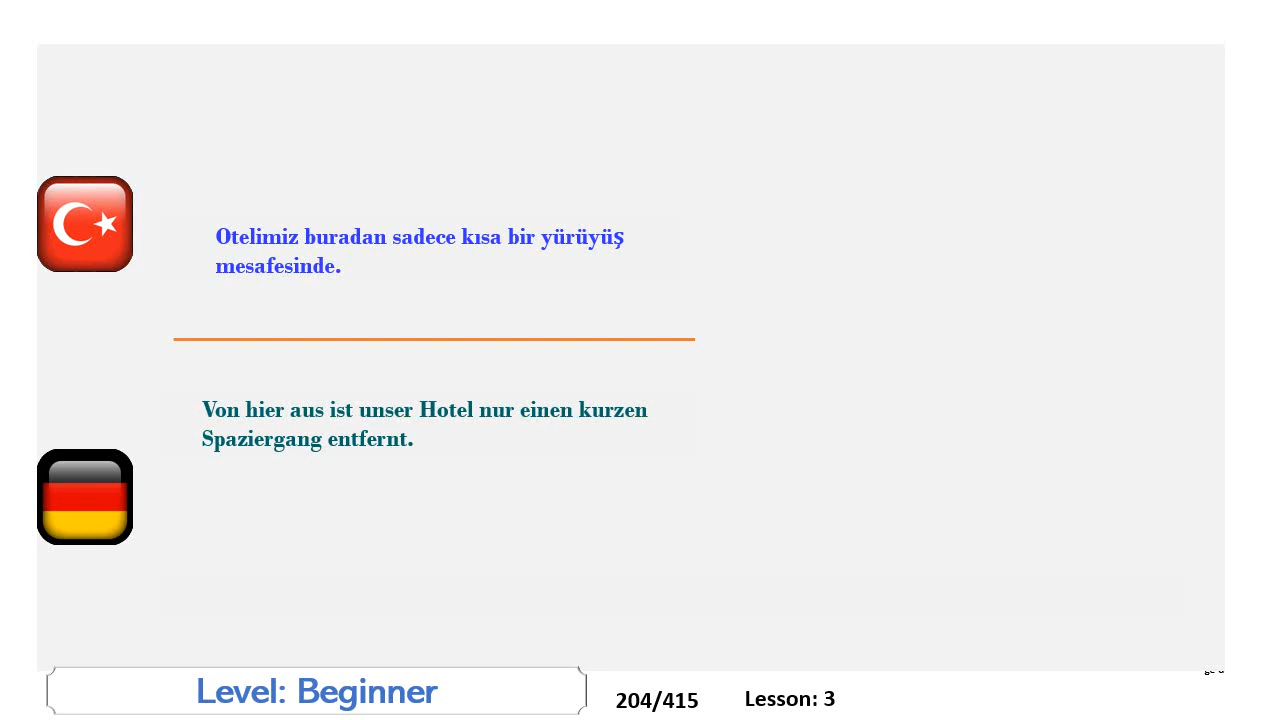 Otelimiz buradan sadece kısa bir yürüyüş
mesafesinde.
Von hier aus ist unser Hotel nur einen kurzen
Spaziergang entfernt.
Level: Beginner
204/415
Lesson: 3